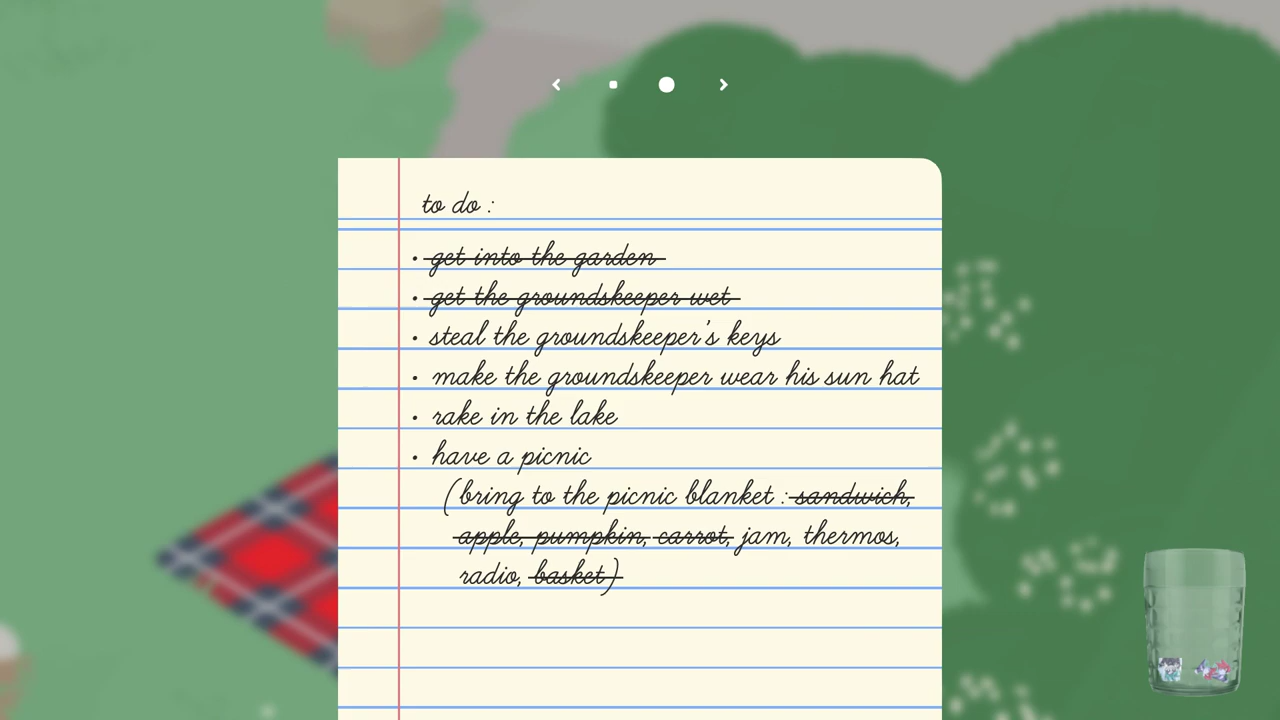 to do :
• get into the garden
• get the groundskeeper wet
• steal the groundskeeper's keys
• make the groundskeeper wear his sun hat
• rake in the lake
• have a picnic
(bring to the picnic blanket : sandwich,
apple, pumpkin, carrot, jam, thermos,
radio, basket)